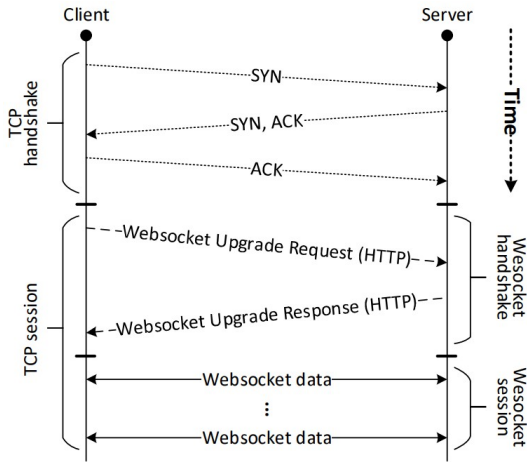 Client
Server
SYN
Time
TCP
handshake
SYN, ACK
ACK
Websocket Upgrade Request (HTTP)
Wesocket
handshake
Websocket Upgrade Response (HTTP)
TCP session
Websocket data
Wesocket
session
Websocket data